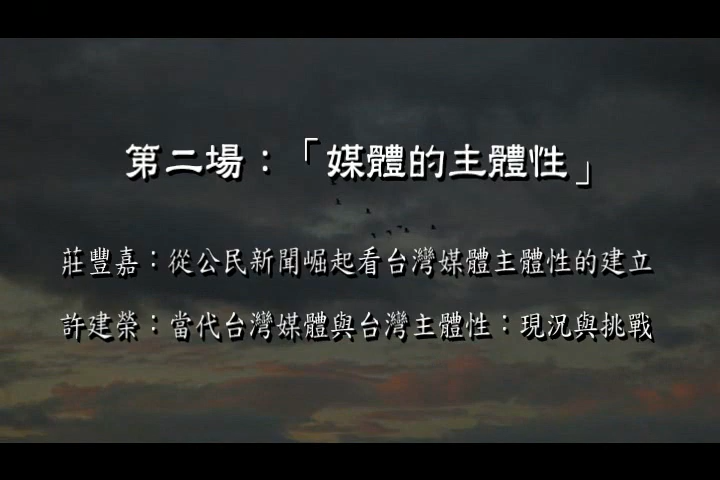 第二場：「媒體的主體性」
莊豐嘉：從公民新聞崛起看台灣媒體主體性的建立
許建榮：當代台灣媒體與台灣主體性：現況與挑戰